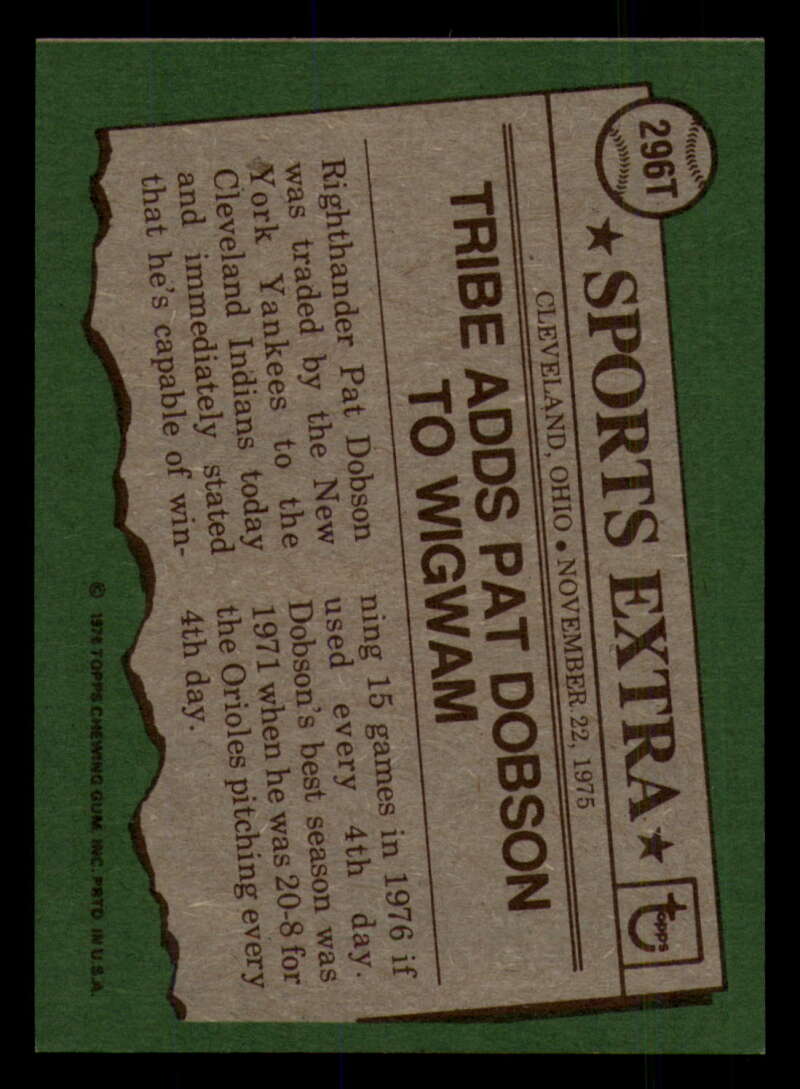 296T
★ SPORTS EXTRA ★
topps
CLEVELAND, OHIO • NOVEMBER 22, 1975
TRIBE ADDS PAT DOBSON
TO WIGWAM
Righthander Pat Dobson
was traded by the New
York Yankees to the
Cleveland Indians today
and immediately stated
that he's capable of win-
ning 15 games in 1976 if
used every 4th day.
Dobson's best season was
1971 when he was 20-8 for
the Orioles pitching every
4th day.
© 1976 TOPPS CHEWING GUM, INC. PRTD. IN U.S.A.